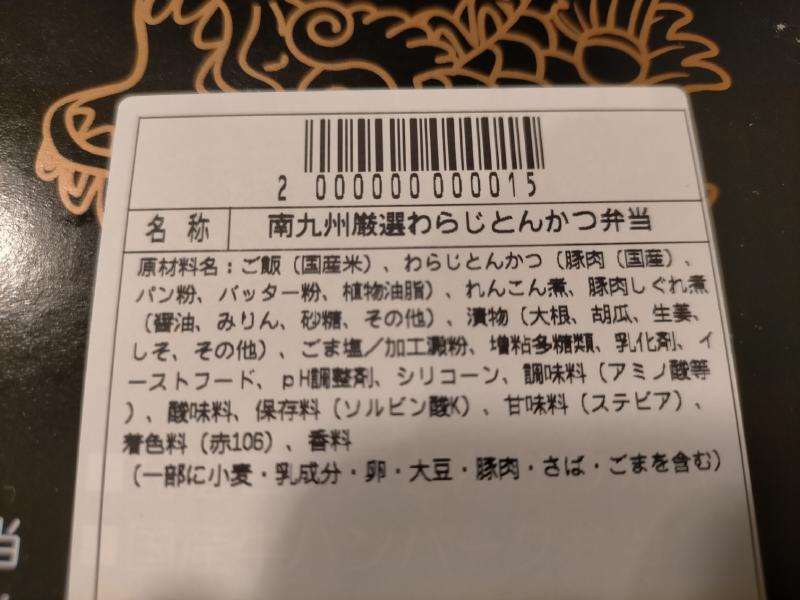 2 000000 000015
名称 南九州厳選わらじとんかつ弁当
原材料名：ご飯（国産米）、わらじとんかつ（豚肉（国産）、
パン粉、バッター粉、植物油脂）、れんこん煮、豚肉しぐれ煮
（醤油、みりん、砂糖、その他）、漬物（大根、胡瓜、生姜、
しそ、その他）、ごま塩／加工澱粉、増粘多糖類、乳化剤、イ
ーストフード、pH調整剤、シリコーン、調味料（アミノ酸等
）、酸味料、保存料（ソルビン酸K）、甘味料（ステビア）、
着色料（赤106）、香料
（一部に小麦・乳成分・卵・大豆・豚肉・さば・ごまを含む）
当